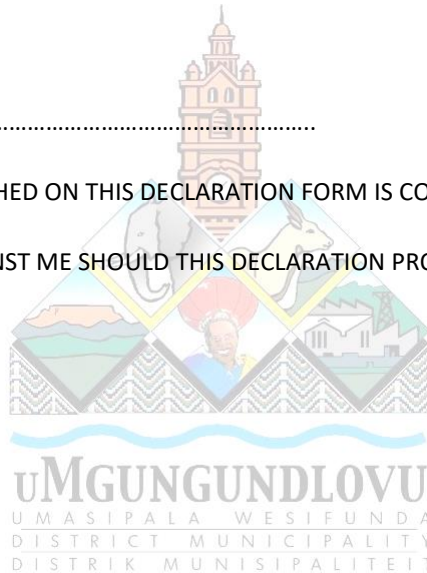 ……………………………………………..
HED ON THIS DECLARATION FORM IS CO
NST ME SHOULD THIS DECLARATION PRO
uMGUNGUNDLOVU
UMASIPALA WESIFUNDA
DISTRICT MUNICIPALITY
DISTRIK MUNISIPALITEIT